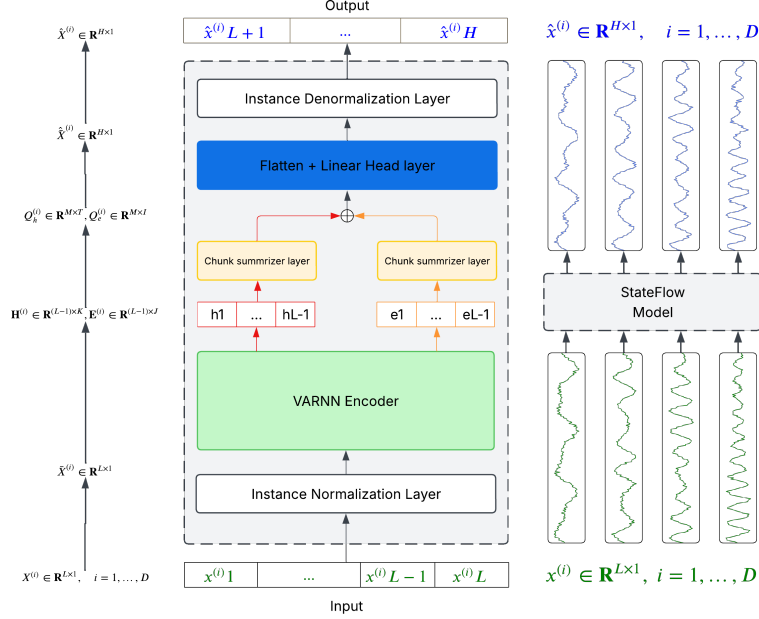 Output
x̂⁽ⁱ⁾L + 1 ... x̂⁽ⁱ⁾H
Instance Denormalization Layer
Flatten + Linear Head layer
Chunk summrizer layer Chunk summrizer layer
h1 ... hL-1 e1 ... eL-1
VARNN Encoder
Instance Normalization Layer
x⁽ⁱ⁾1 ... x⁽ⁱ⁾L − 1 x⁽ⁱ⁾L
Input
X̂⁽ⁱ⁾ ∈ R^{H×1}
X̂̄⁽ⁱ⁾ ∈ R^{H×1}
Q_h⁽ⁱ⁾ ∈ R^{M×T}, Q_e⁽ⁱ⁾ ∈ R^{M×I}
H⁽ⁱ⁾ ∈ R^{(L−1)×K}, E⁽ⁱ⁾ ∈ R^{(L−1)×J}
X̄⁽ⁱ⁾ ∈ R^{L×1}
X⁽ⁱ⁾ ∈ R^{L×1}, i = 1, … , D
x̂⁽ⁱ⁾ ∈ R^{H×1}, i = 1, … , D
StateFlow
Model
x⁽ⁱ⁾ ∈ R^{L×1}, i = 1, … , D